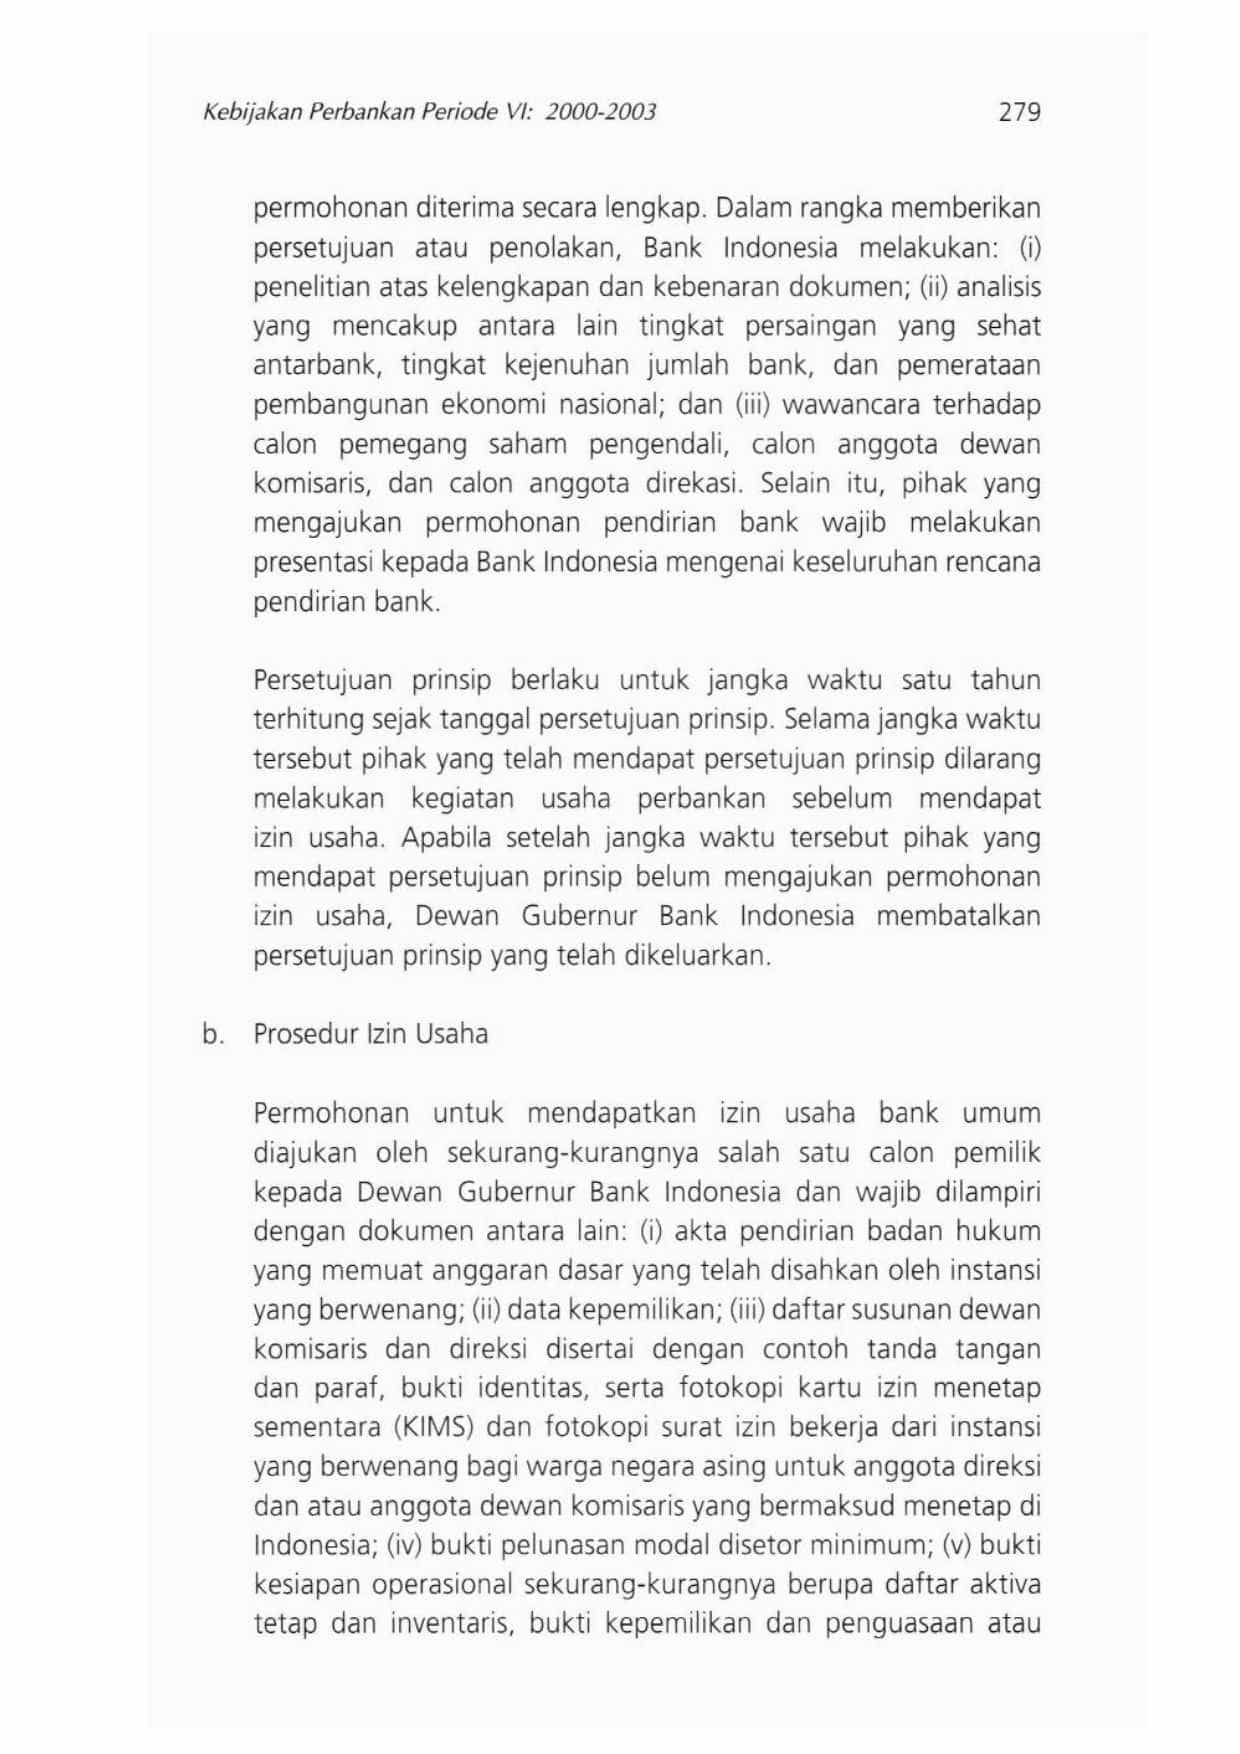 Kebijakan Perbankan Periode VI: 2000-2003 279
permohonan diterima secara lengkap. Dalam rangka memberikan
persetujuan atau penolakan, Bank Indonesia melakukan: (i)
penelitian atas kelengkapan dan kebenaran dokumen; (ii) analisis
yang mencakup antara lain tingkat persaingan yang sehat
antarbank, tingkat kejenuhan jumlah bank, dan pemerataan
pembangunan ekonomi nasional; dan (iii) wawancara terhadap
calon pemegang saham pengendali, calon anggota dewan
komisaris, dan calon anggota direkasi. Selain itu, pihak yang
mengajukan permohonan pendirian bank wajib melakukan
presentasi kepada Bank Indonesia mengenai keseluruhan rencana
pendirian bank.
Persetujuan prinsip berlaku untuk jangka waktu satu tahun
terhitung sejak tanggal persetujuan prinsip. Selama jangka waktu
tersebut pihak yang telah mendapat persetujuan prinsip dilarang
melakukan kegiatan usaha perbankan sebelum mendapat
izin usaha. Apabila setelah jangka waktu tersebut pihak yang
mendapat persetujuan prinsip belum mengajukan permohonan
izin usaha, Dewan Gubernur Bank Indonesia membatalkan
persetujuan prinsip yang telah dikeluarkan.
b. Prosedur Izin Usaha
Permohonan untuk mendapatkan izin usaha bank umum
diajukan oleh sekurang-kurangnya salah satu calon pemilik
kepada Dewan Gubernur Bank Indonesia dan wajib dilampiri
dengan dokumen antara lain: (i) akta pendirian badan hukum
yang memuat anggaran dasar yang telah disahkan oleh instansi
yang berwenang; (ii) data kepemilikan; (iii) daftar susunan dewan
komisaris dan direksi disertai dengan contoh tanda tangan
dan paraf, bukti identitas, serta fotokopi kartu izin menetap
sementara (KIMS) dan fotokopi surat izin bekerja dari instansi
yang berwenang bagi warga negara asing untuk anggota direksi
dan atau anggota dewan komisaris yang bermaksud menetap di
Indonesia; (iv) bukti pelunasan modal disetor minimum; (v) bukti
kesiapan operasional sekurang-kurangnya berupa daftar aktiva
tetap dan inventaris, bukti kepemilikan dan penguasaan atau